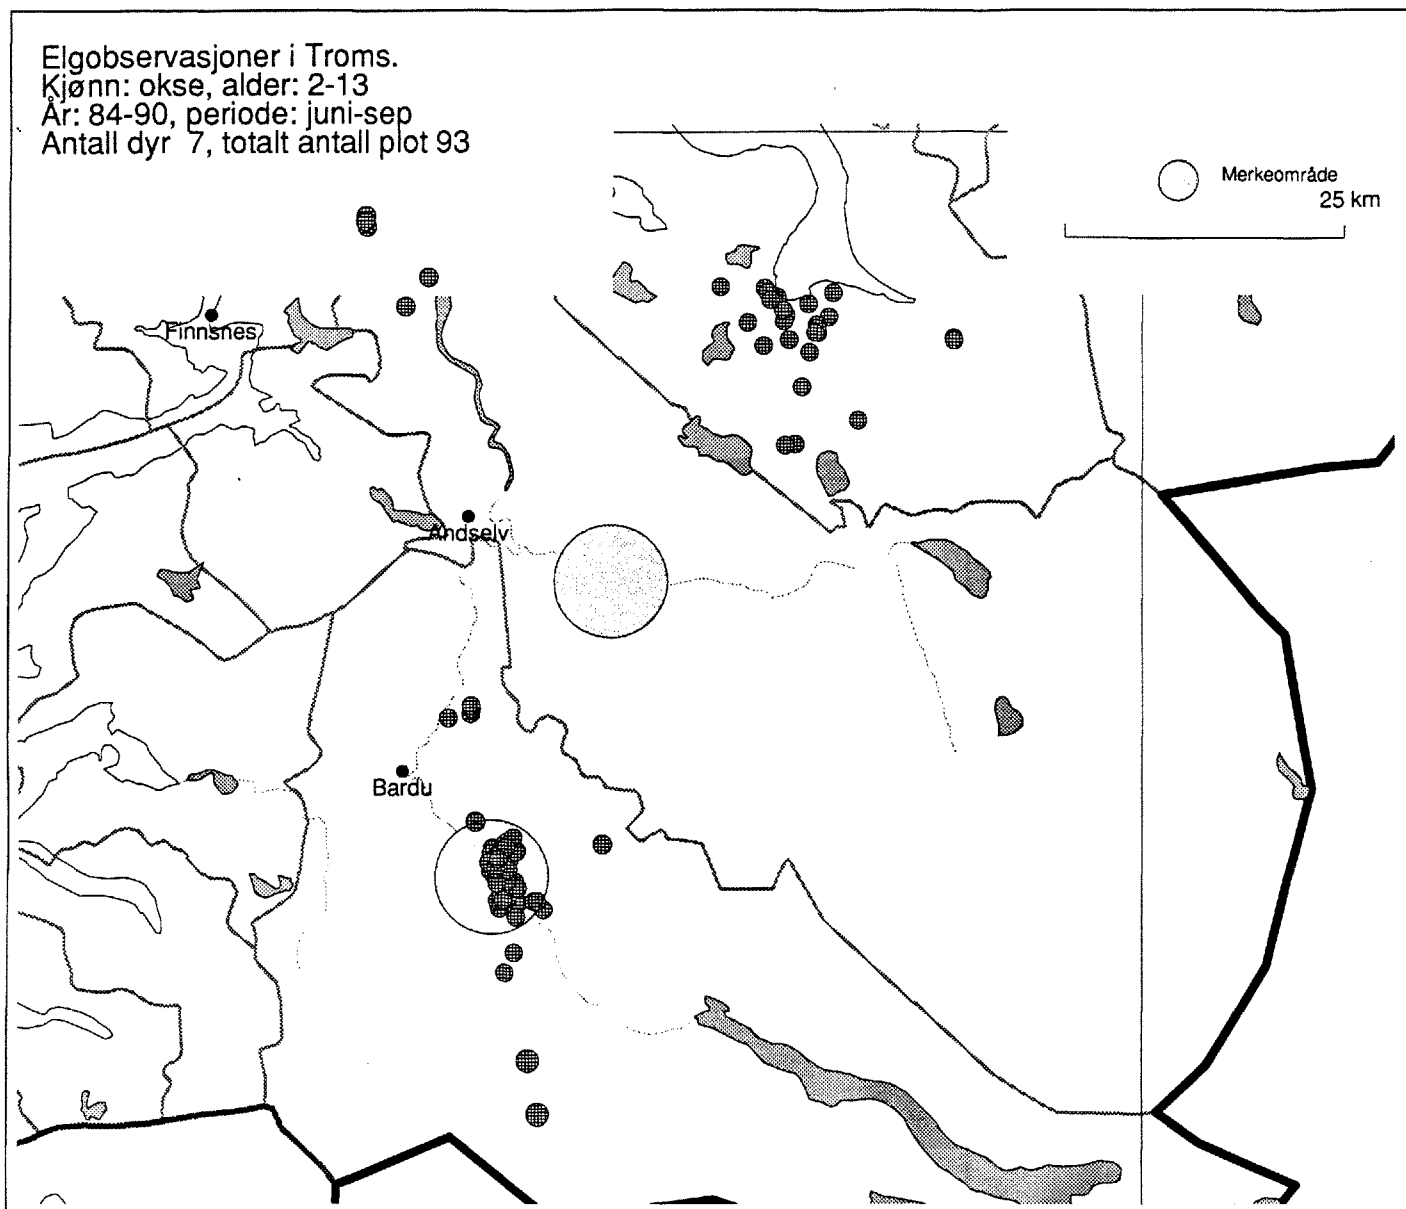 Elgobservasjoner i Troms.
Kjønn: okse, alder: 2-13
År: 84-90, periode: juni-sep
Antall dyr 7, totalt antall plot 93
Merkeområde
25 km
Finnsnes
Andselv
Bardu